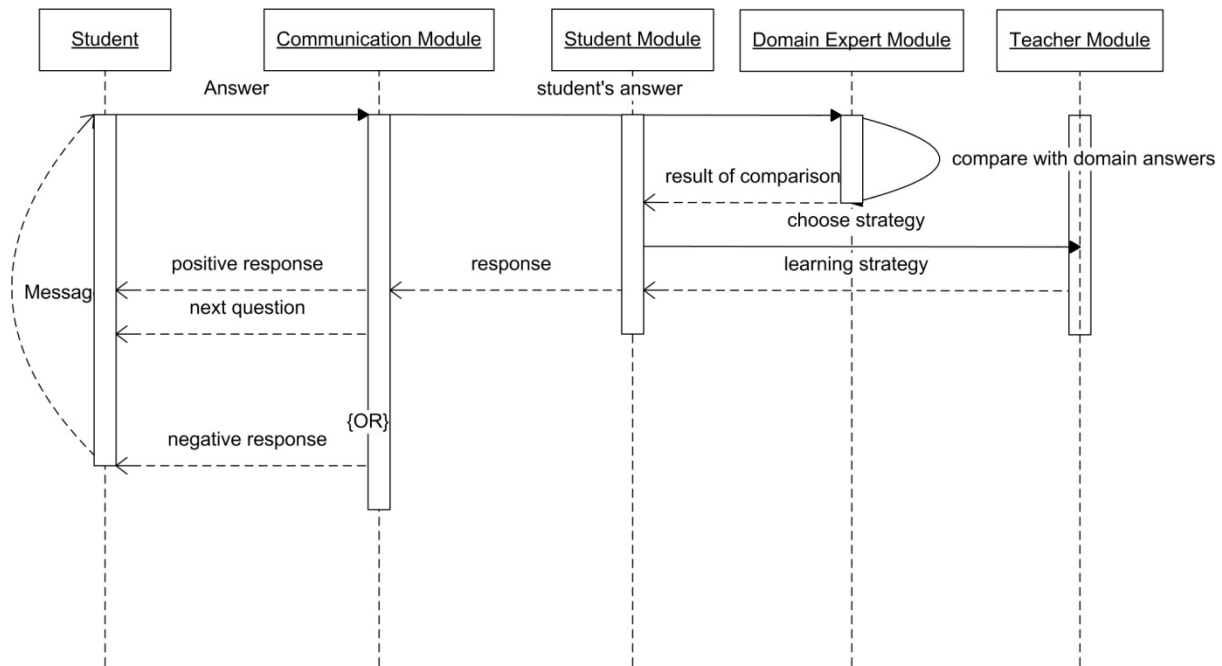 Student
Communication Module
Student Module
Domain Expert Module
Teacher Module
Answer
student's answer
compare with domain answers
result of comparison
choose strategy
positive response
response
learning strategy
Messag
next question
{OR}
negative response